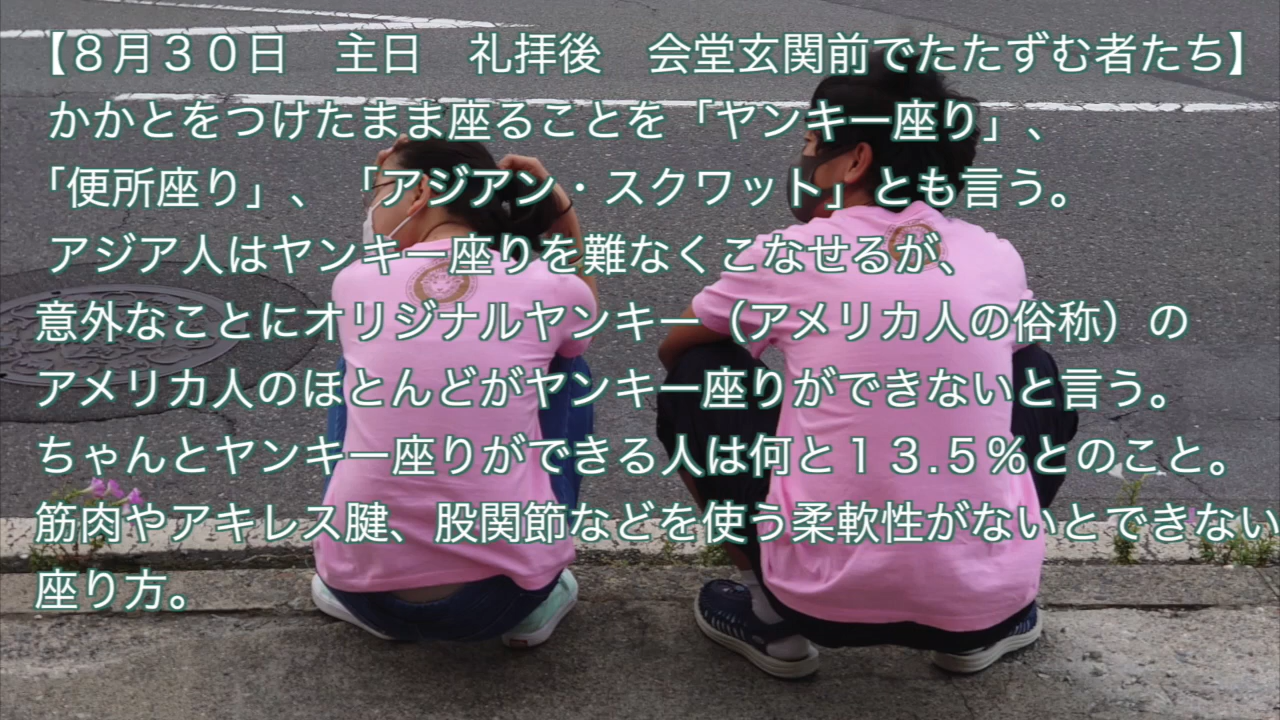 【８月３０日　主日　礼拝後　会堂玄関前でたたずむ者たち】
かかとをつけたまま座ることを「ヤンキー座り」、
「便所座り」、「アジアン・スクワット」とも言う。
アジア人はヤンキー座りを難なくこなせるが、
意外なことにオリジナルヤンキー（アメリカ人の俗称）の
アメリカ人のほとんどがヤンキー座りができないと言う。
ちゃんとヤンキー座りができる人は何と１３.５％とのこと。
筋肉やアキレス腱、股関節などを使う柔軟性がないとできない
座り方。